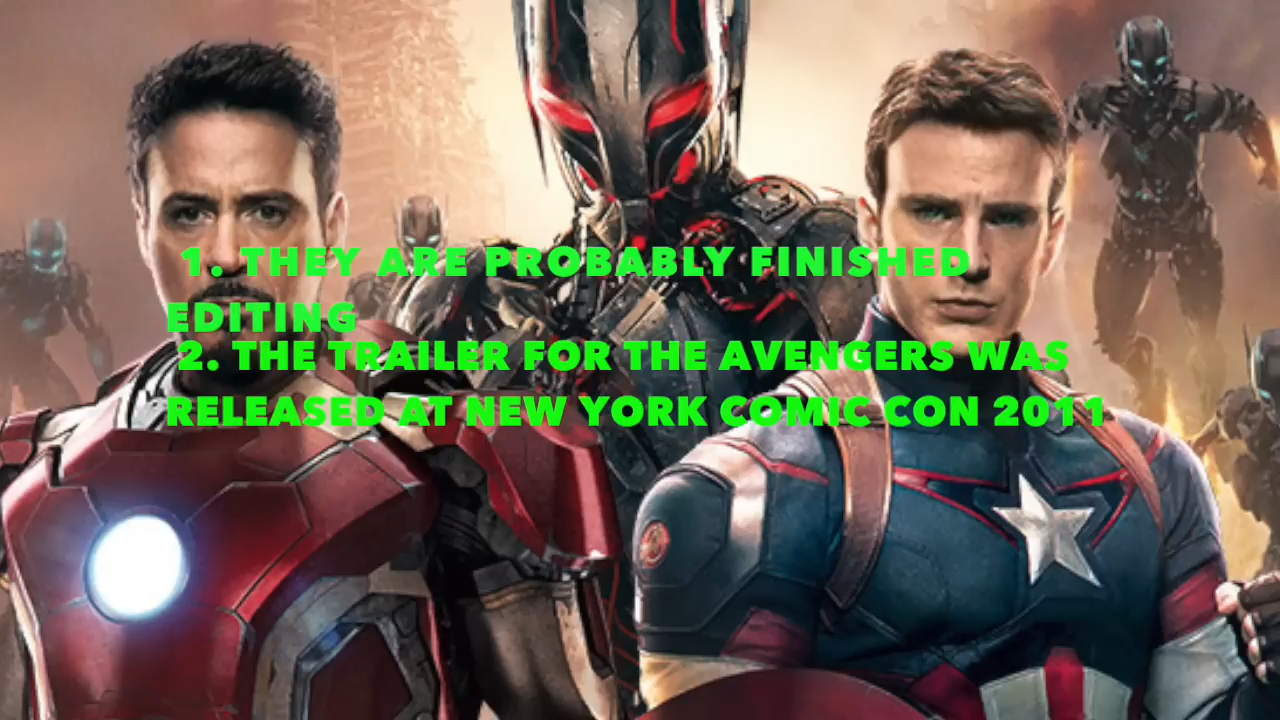 1. THEY ARE PROBABLY FINISHED
EDITING
2. THE TRAILER FOR THE AVENGERS WAS
RELEASED AT NEW YORK COMIC CON 2011